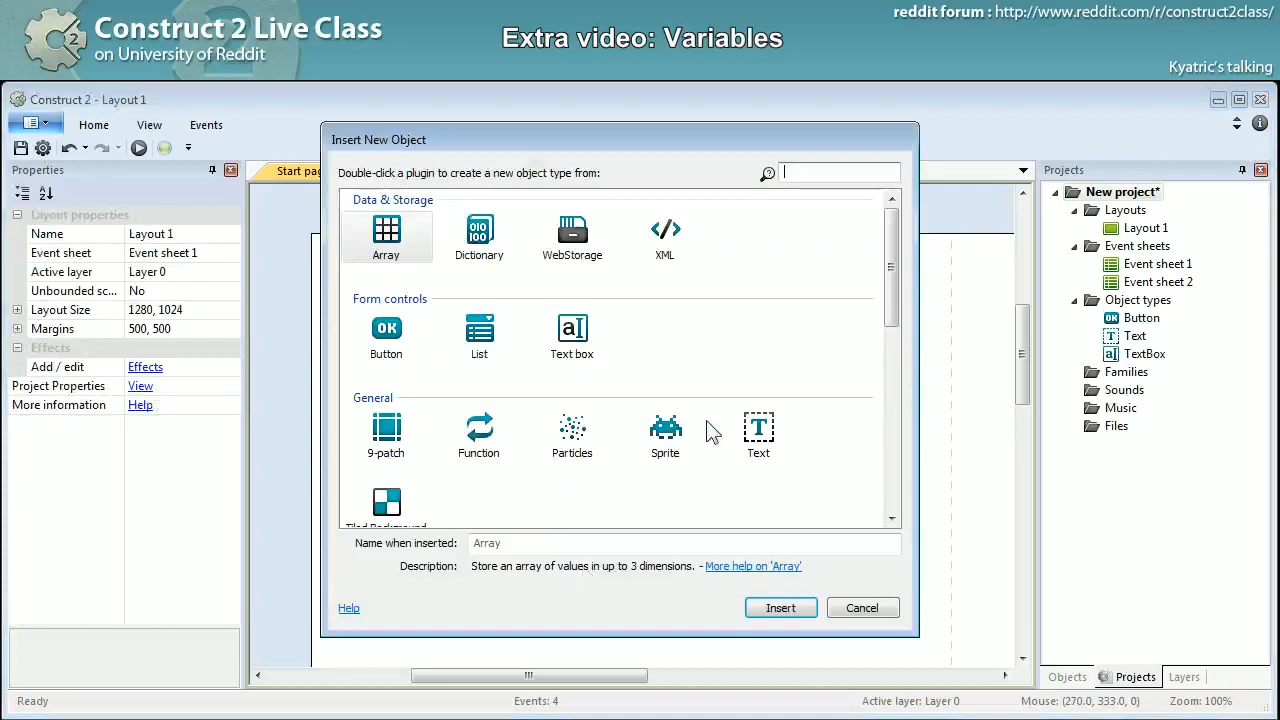 Construct 2 Live Class
on University of Reddit
Extra video: Variables
reddit forum : http://www.reddit.com/r/construct2class/
Kyatric's talking
Construct 2 - Layout 1
Home View Events
Properties
Layout properties
Name Layout 1
Event sheet Event sheet 1
Active layer Layer 0
Unbounded sc... No
Layout Size 1280, 1024
Margins 500, 500
Effects
Add / edit Effects
Project Properties View
More information Help
Start pag
Insert New Object
Double-click a plugin to create a new object type from:
Data & Storage
Array Dictionary WebStorage XML
Form controls
Button List Text box
General
9-patch Function Particles Sprite Text
Tiled Background
Name when inserted: Array
Description: Store an array of values in up to 3 dimensions. - More help on 'Array'
Help Insert Cancel
Projects
New project*
Layouts
Layout 1
Event sheets
Event sheet 1
Event sheet 2
Object types
Button
Text
TextBox
Families
Sounds
Music
Files
Objects Projects Layers
Ready Events: 4 Active layer: Layer 0 Mouse: (270.0, 333.0, 0) Zoom: 100%